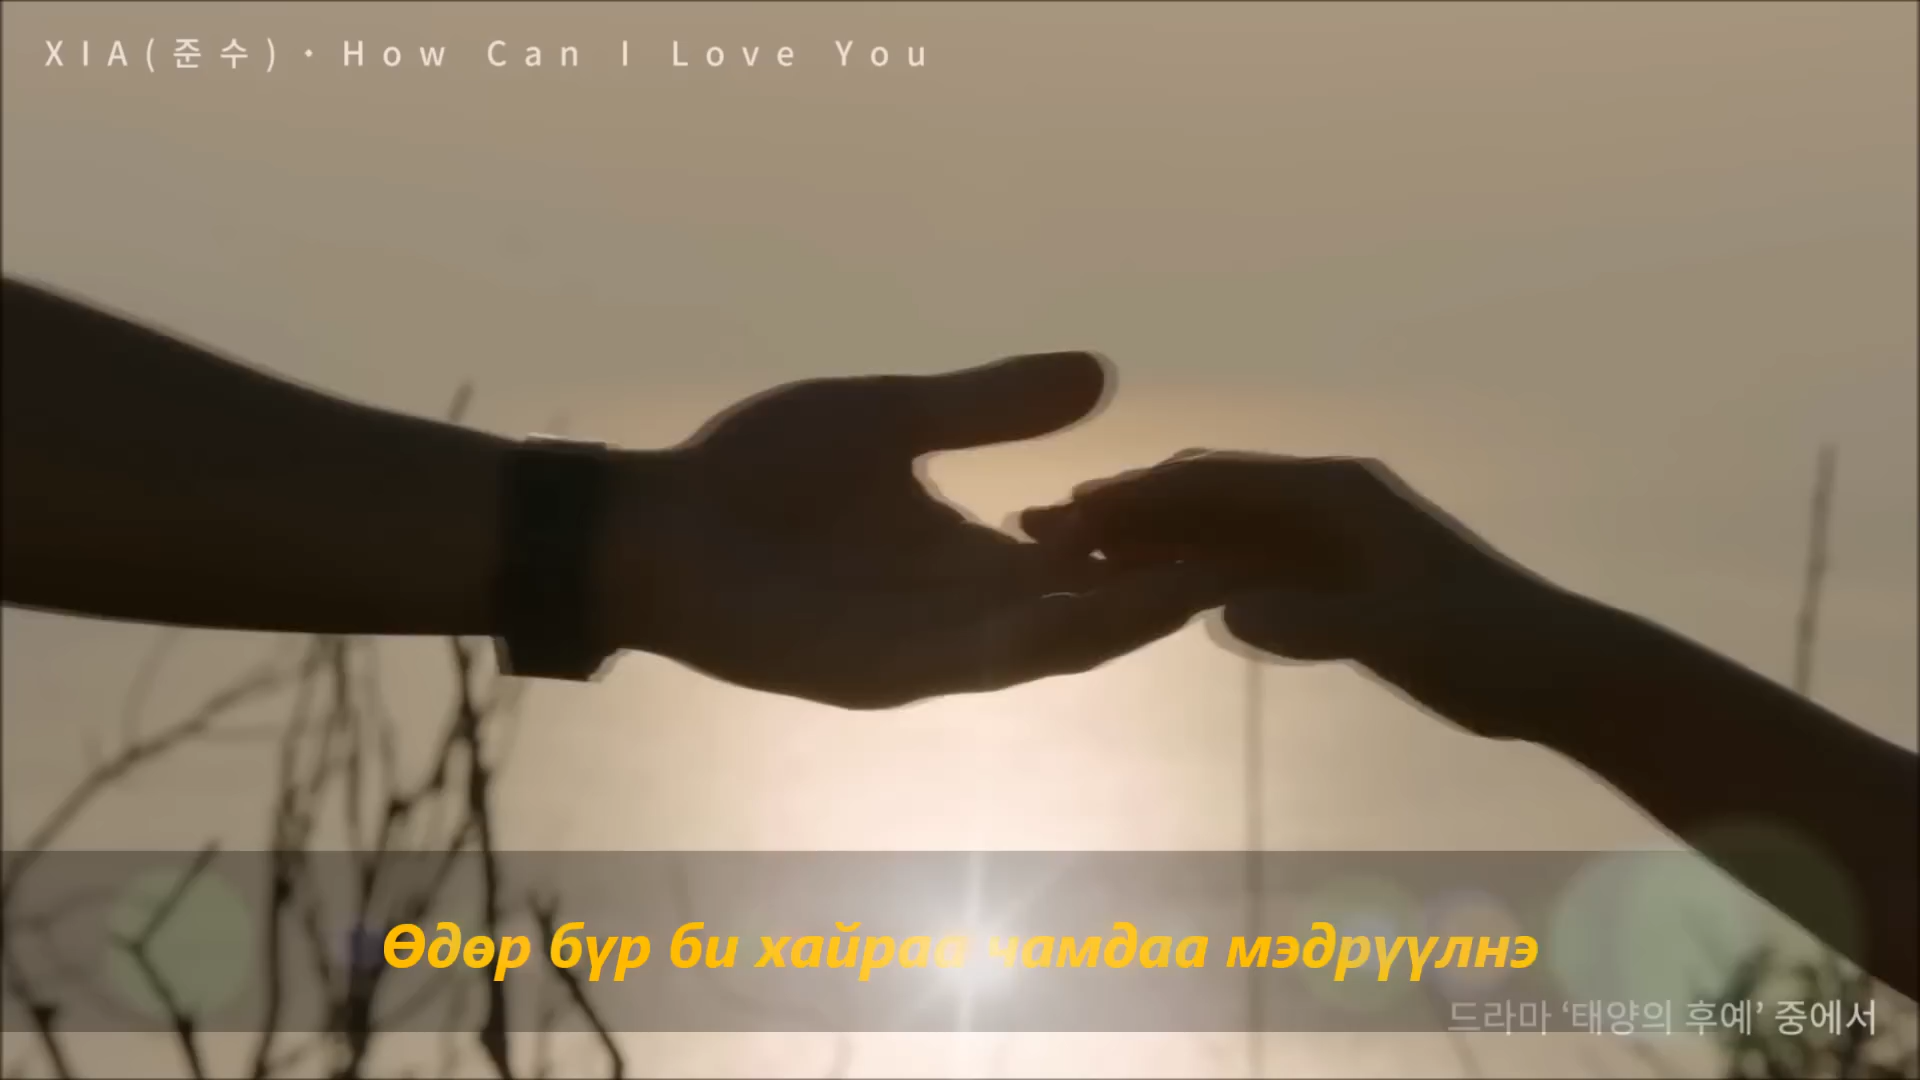 XIA(준수)·How Can I Love You
Өдөр бүр би хайраа чамдаа мэдрүүлнэ
드라마 ‘태양의 후예’ 중에서